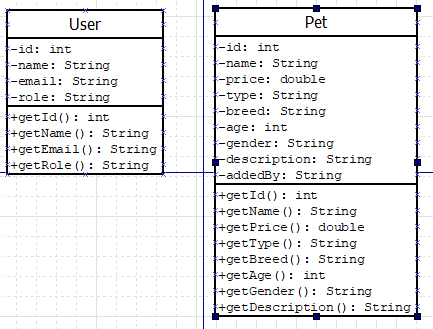 User
-id: int
-name: String
-email: String
-role: String
+getId(): int
+getName(): String
+getEmail(): String
+getRole(): String
Pet
-id: int
-name: String
-price: double
-type: String
-breed: String
-age: int
-gender: String
-description: String
-addedBy: String
+getId(): int
+getName(): String
+getPrice(): double
+getType(): String
+getBreed(): String
+getAge(): int
+getGender(): String
+getDescription(): String